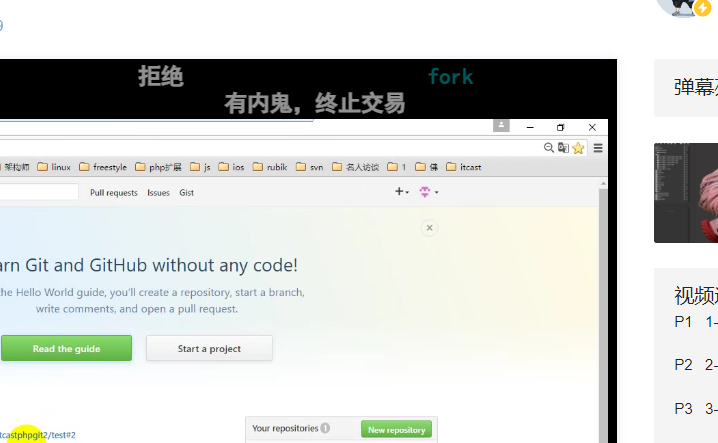 9
拒绝 fork
有内鬼，终止交易
弹幕
架构师 linux freestyle php扩展 js ios rubik svn 名人访谈 1 佛 itcast
Pull requests Issues Gist
arn Git and GitHub without any code!
the Hello World guide, you'll create a repository, start a branch,
write comments, and open a pull request.
Read the guide Start a project
视频
P1 1-
P2 2-
P3 3-
Your repositories 1 New repository
tcastphpgit2/test#2